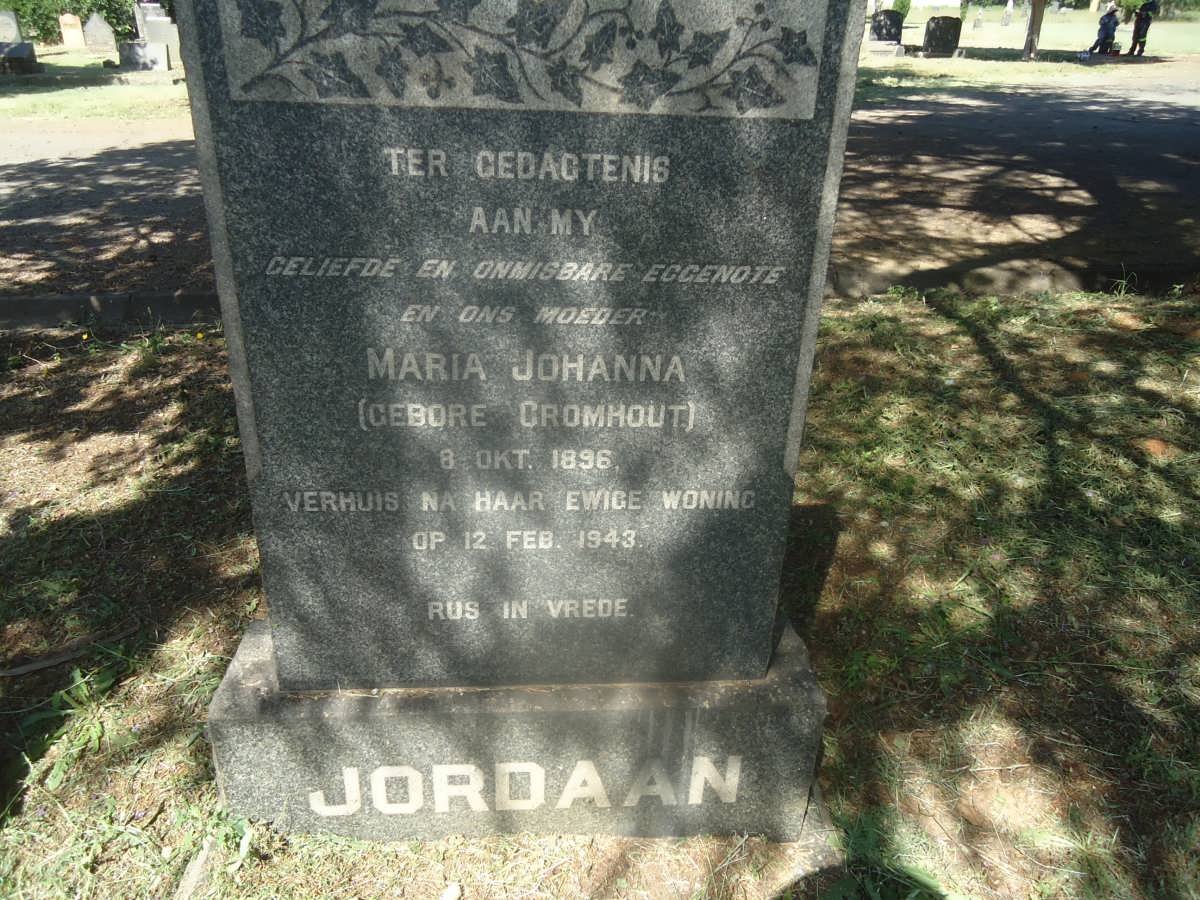 TER GEDAGTENIS
AAN MY
GELIEFDE EN ONMISBARE EGGENOTE
EN ONS MOEDER
MARIA JOHANNA
(GEBORE CROMHOUT)
8 OKT. 1896,
VERHUIS NA HAAR EWIGE WONING
OP 12 FEB. 1943.
RUS IN VREDE.
JORDAAN